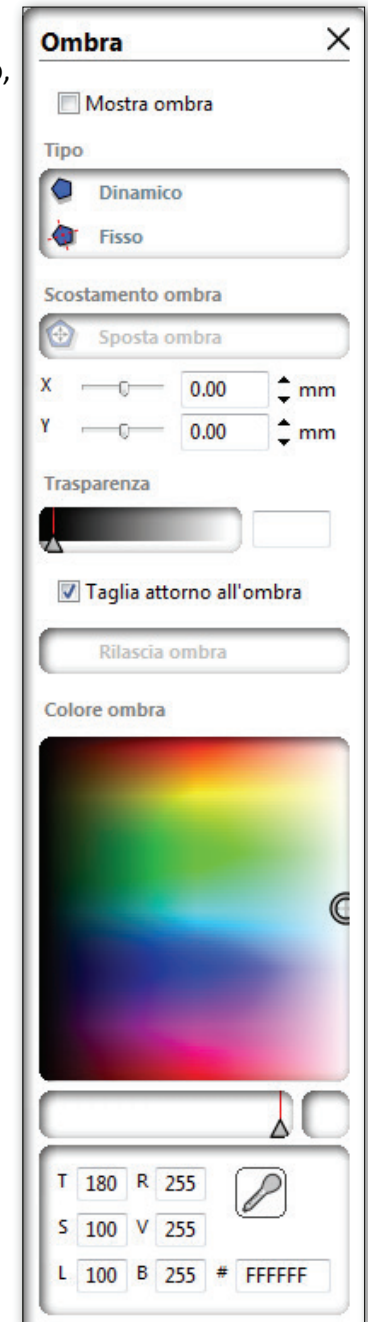 Ombra
Mostra ombra
Tipo
Dinamico
Fisso
Scostamento ombra
Sposta ombra
X 0.00 mm
Y 0.00 mm
Trasparenza
Taglia attorno all'ombra
Rilascia ombra
Colore ombra
T 180 R 255
S 100 V 255
L 100 B 255 # FFFFFF